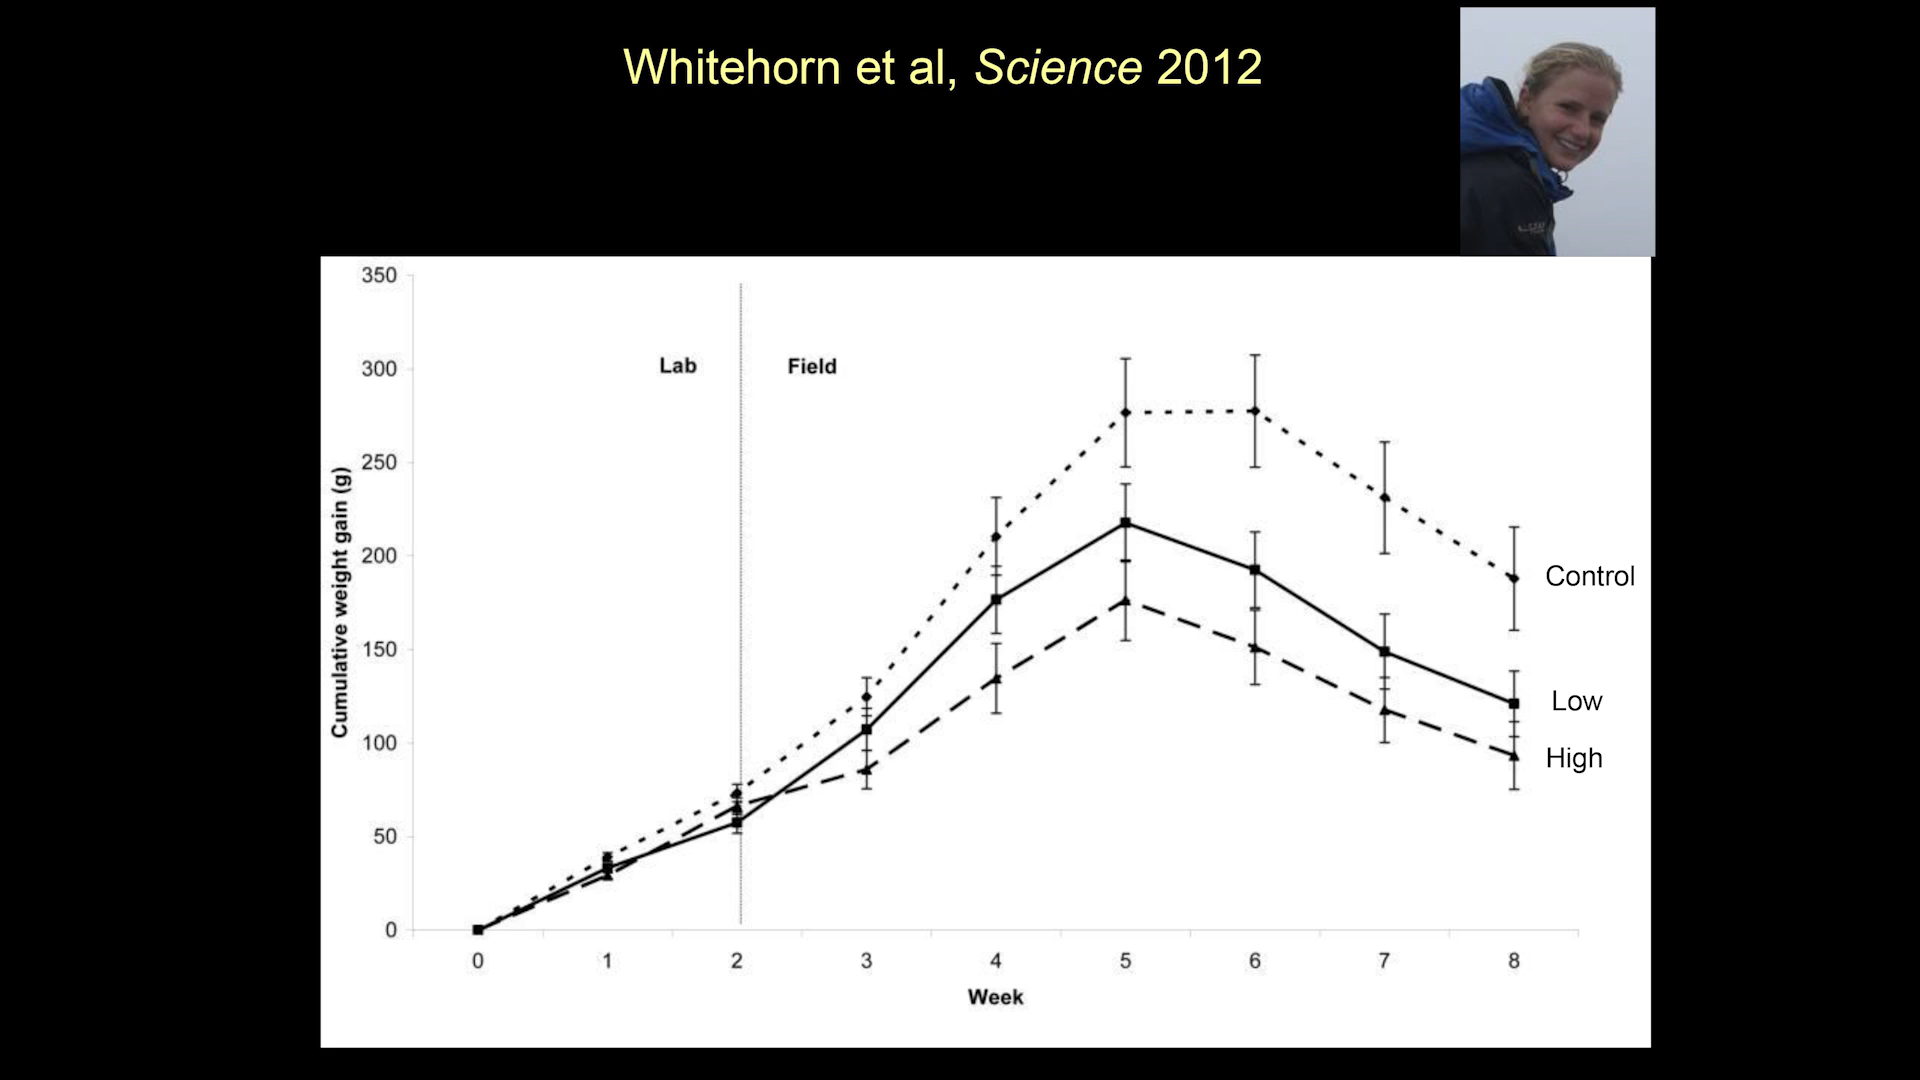 Whitehorn et al, Science 2012
350
300
250
200
150
100
50
0
Cumulative weight gain (g)
Lab
Field
Control
Low
High
0 1 2 3 4 5 6 7 8
Week